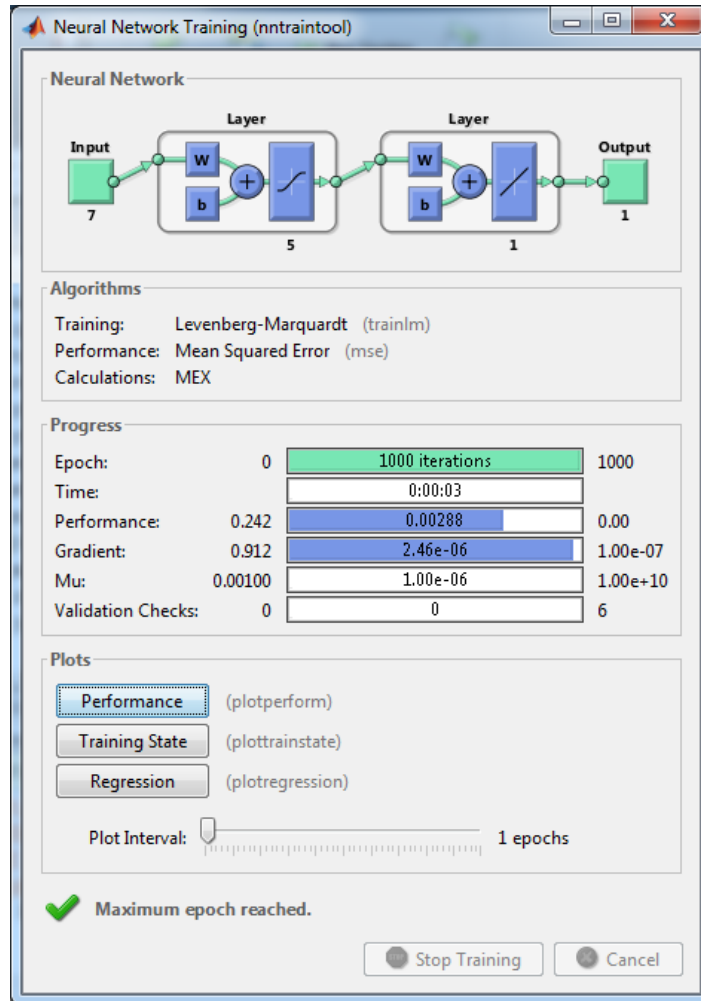 Neural Network Training (nntraintool)
Neural Network
Layer Layer
Input Output
W W
b b
7 1
5 1
Algorithms
Training: Levenberg-Marquardt (trainlm)
Performance: Mean Squared Error (mse)
Calculations: MEX
Progress
Epoch: 0 1000 iterations 1000
Time: 0:00:03
Performance: 0.242 0.00288 0.00
Gradient: 0.912 2.46e-06 1.00e-07
Mu: 0.00100 1.00e-06 1.00e+10
Validation Checks: 0 0 6
Plots
Performance (plotperform)
Training State (plottrainstate)
Regression (plotregression)
Plot Interval: 1 epochs
Maximum epoch reached.
Stop Training Cancel